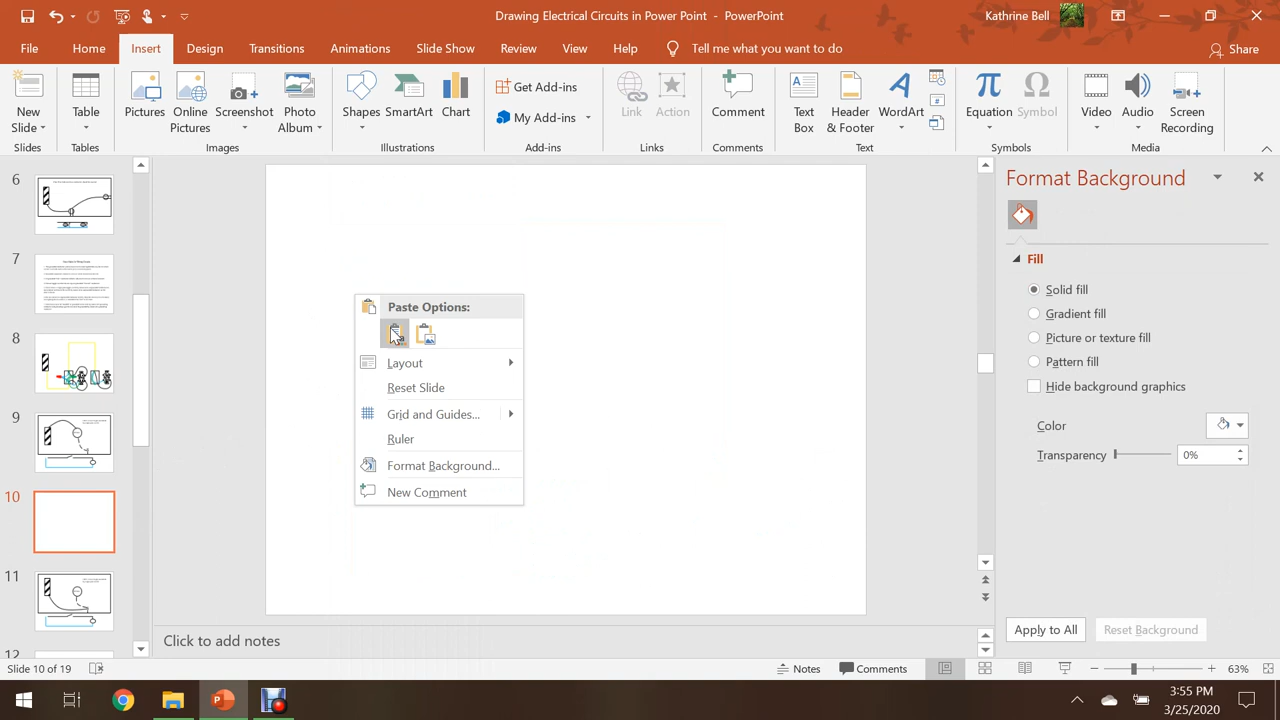 Drawing Electrical Circuits in Power Point - PowerPoint
Kathrine Bell
File Home Insert Design Transitions Animations Slide Show Review View Help Tell me what you want to do Share
New Slide Table Pictures Online Pictures Screenshot Photo Album Shapes SmartArt Chart Get Add-ins My Add-ins Link Action Comment Text Box Header & Footer WordArt Equation Symbol Video Audio Screen Recording
Slides Tables Images Illustrations Add-ins Links Comments Text Symbols Media
6
7
8
9
10
11
12
Paste Options:
Layout
Reset Slide
Grid and Guides...
Ruler
Format Background...
New Comment
Format Background
Fill
Solid fill
Gradient fill
Picture or texture fill
Pattern fill
Hide background graphics
Color
Transparency 0%
Apply to All Reset Background
Click to add notes
Slide 10 of 19 Notes Comments 63%
3:55 PM
3/25/2020